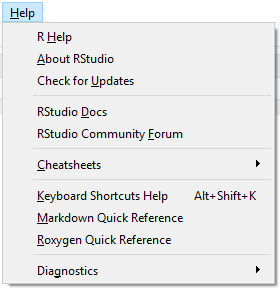 Help
R Help
About RStudio
Check for Updates
RStudio Docs
RStudio Community Forum
Cheatsheets
Keyboard Shortcuts Help Alt+Shift+K
Markdown Quick Reference
Roxygen Quick Reference
Diagnostics